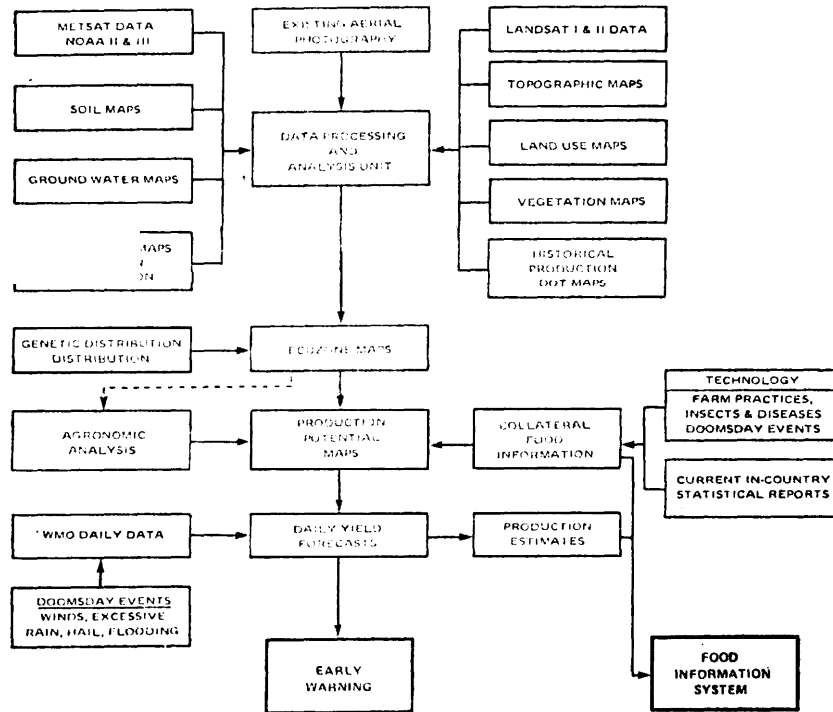 METSAT DATA
NOAA II & III
SOIL MAPS
GROUND WATER MAPS
MAPS
EXISTING AERIAL
PHOTOGRAPHY
DATA PROCESSING
AND
ANALYSIS UNIT
LANDSAT I & II DATA
TOPOGRAPHIC MAPS
LAND USE MAPS
VEGETATION MAPS
HISTORICAL
PRODUCTION
DOT MAPS
GENETIC DISTRIBUTION
DISTRIBUTION
ECOZONE MAPS
AGRONOMIC
ANALYSIS
PRODUCTION
POTENTIAL
MAPS
COLLATERAL
FOOD
INFORMATION
TECHNOLOGY
FARM PRACTICES,
INSECTS & DISEASES
DOOMSDAY EVENTS
CURRENT IN-COUNTRY
STATISTICAL REPORTS
WMO DAILY DATA
DAILY YIELD
FORECASTS
PRODUCTION
ESTIMATES
DOOMSDAY EVENTS
WINDS, EXCESSIVE
RAIN, HAIL, FLOODING
EARLY
WARNING
FOOD
INFORMATION
SYSTEM